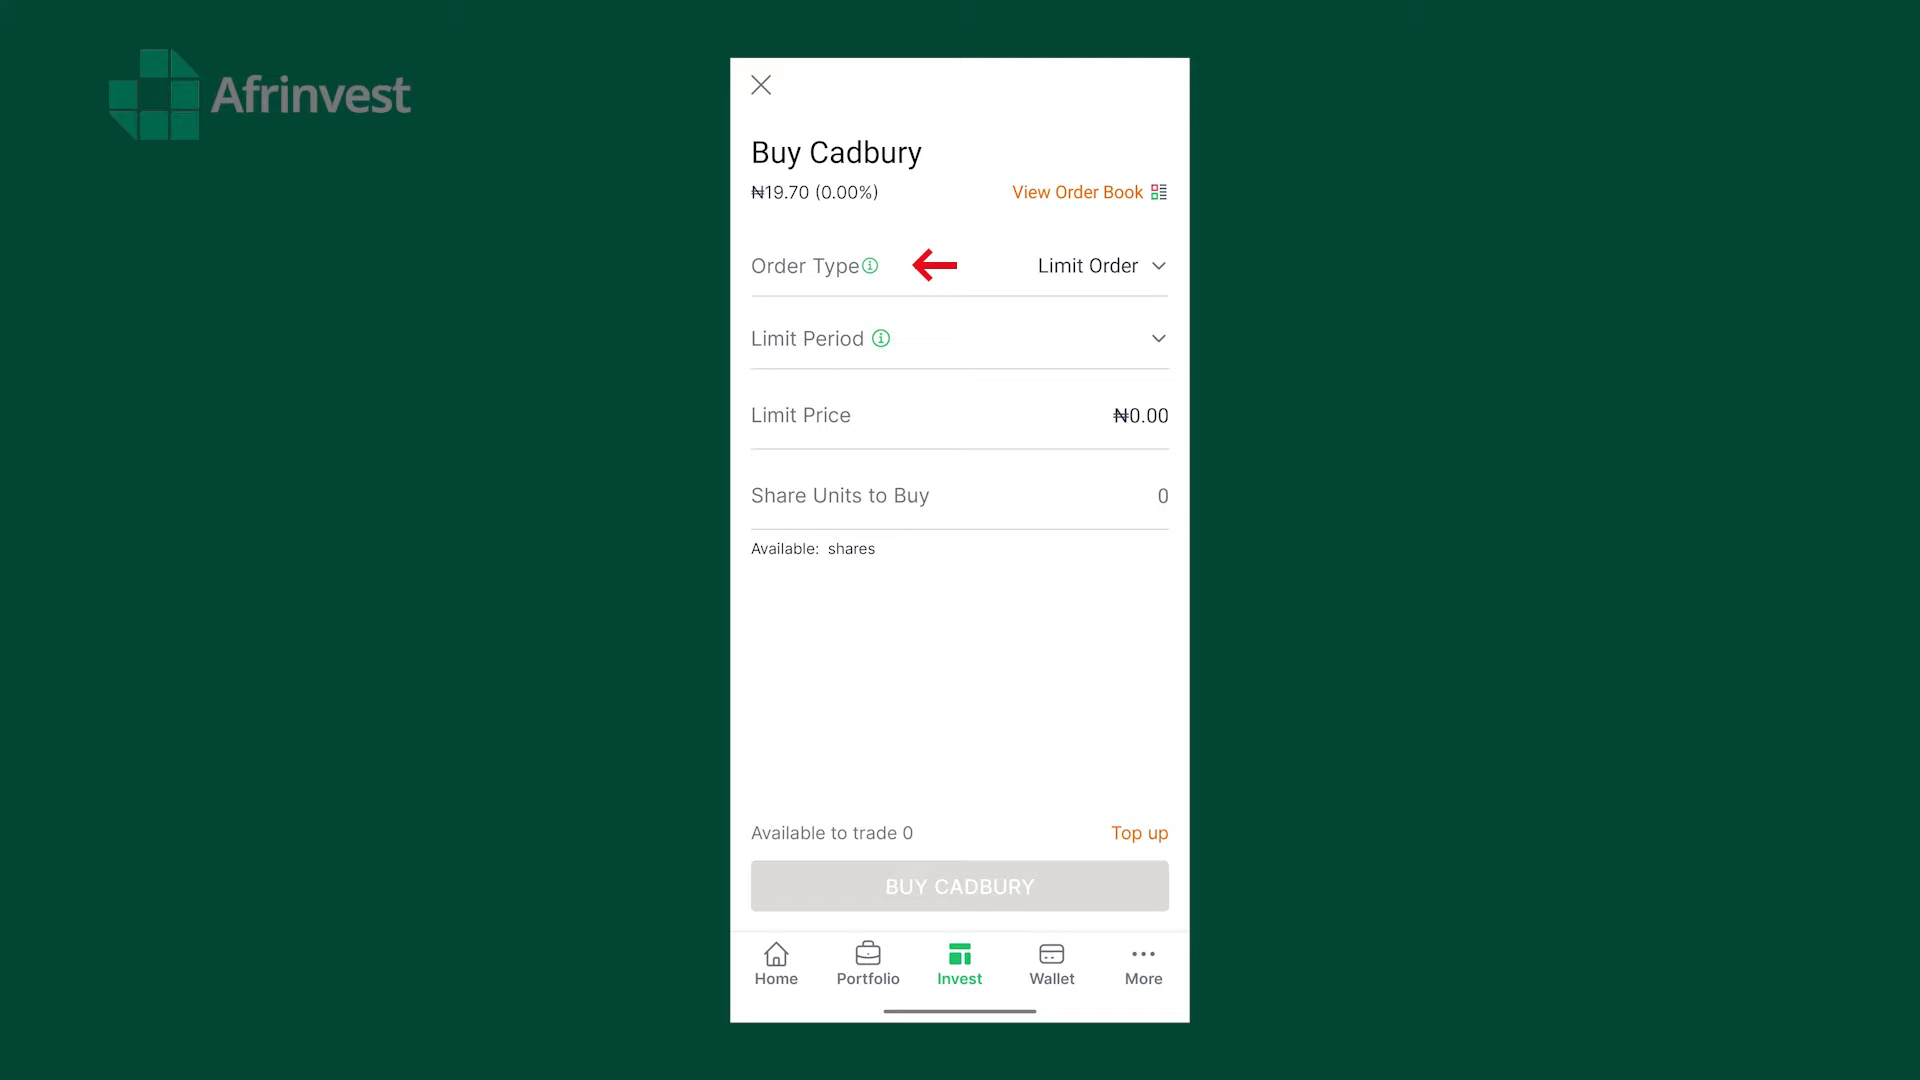 Afrinvest
Buy Cadbury
₦19.70 (0.00%)
View Order Book
Order Type
Limit Order
Limit Period
Limit Price
₦0.00
Share Units to Buy
0
Available: shares
Available to trade 0
Top up
BUY CADBURY
Home
Portfolio
Invest
Wallet
More